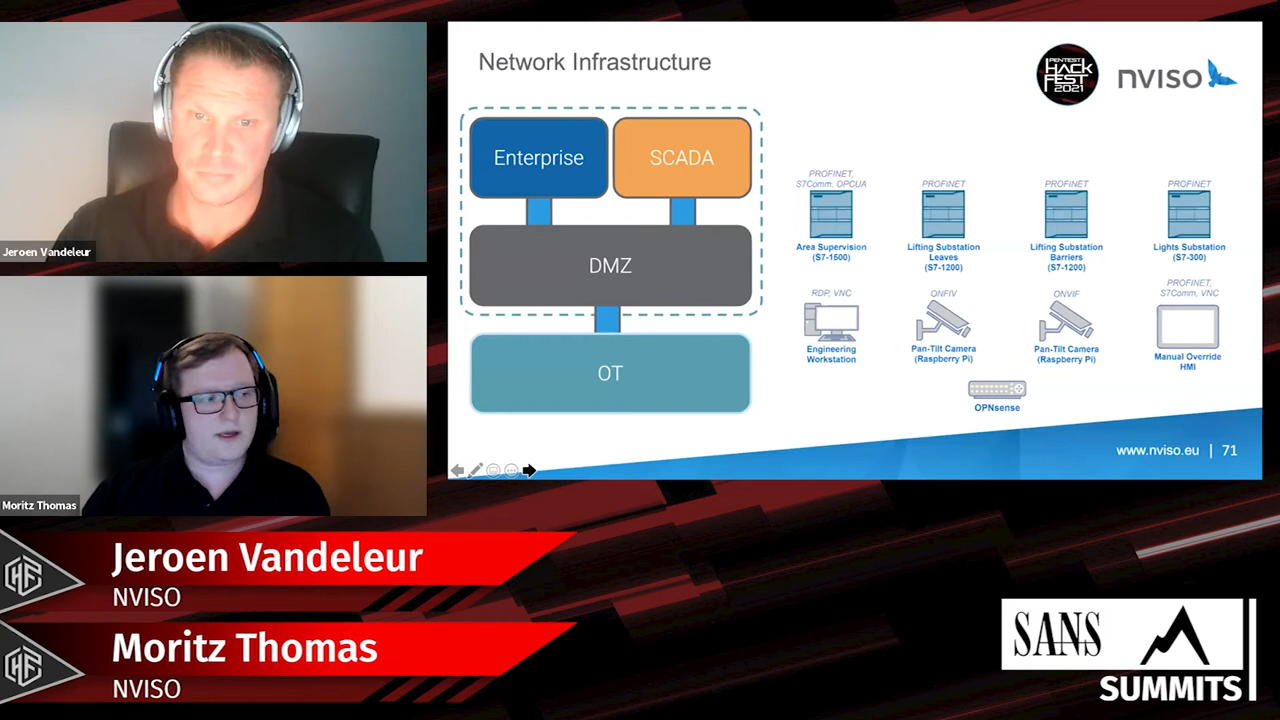 Jeroen Vandeleur
Moritz Thomas
Network Infrastructure
PENTEST
HACK
FEST
2021
nviso
Enterprise
SCADA
DMZ
OT
PROFINET,
S7Comm, OPCUA
Area Supervision
(S7-1500)
PROFINET
Lifting Substation
Leaves
(S7-1200)
PROFINET
Lifting Substation
Barriers
(S7-1200)
PROFINET
Lights Substation
(S7-300)
RDP, VNC
Engineering
Workstation
ONFIV
Pan-Tilt Camera
(Raspberry Pi)
ONVIF
Pan-Tilt Camera
(Raspberry Pi)
PROFINET,
S7Comm, VNC
Manual Override
HMI
OPNsense
www.nviso.eu | 71
Jeroen Vandeleur
NVISO
Moritz Thomas
NVISO
SANS
SUMMITS